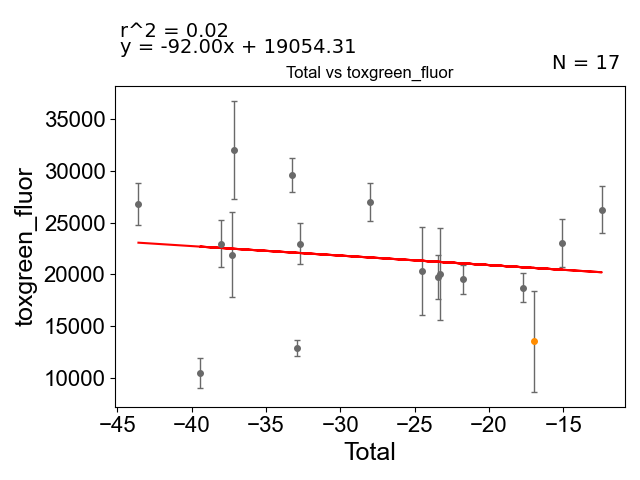 r^2 = 0.02
y = -92.00x + 19054.31
N = 17
Total vs toxgreen_fluor
35000
30000
25000
20000
15000
10000
toxgreen_fluor
−45 −40 −35 −30 −25 −20 −15
Total